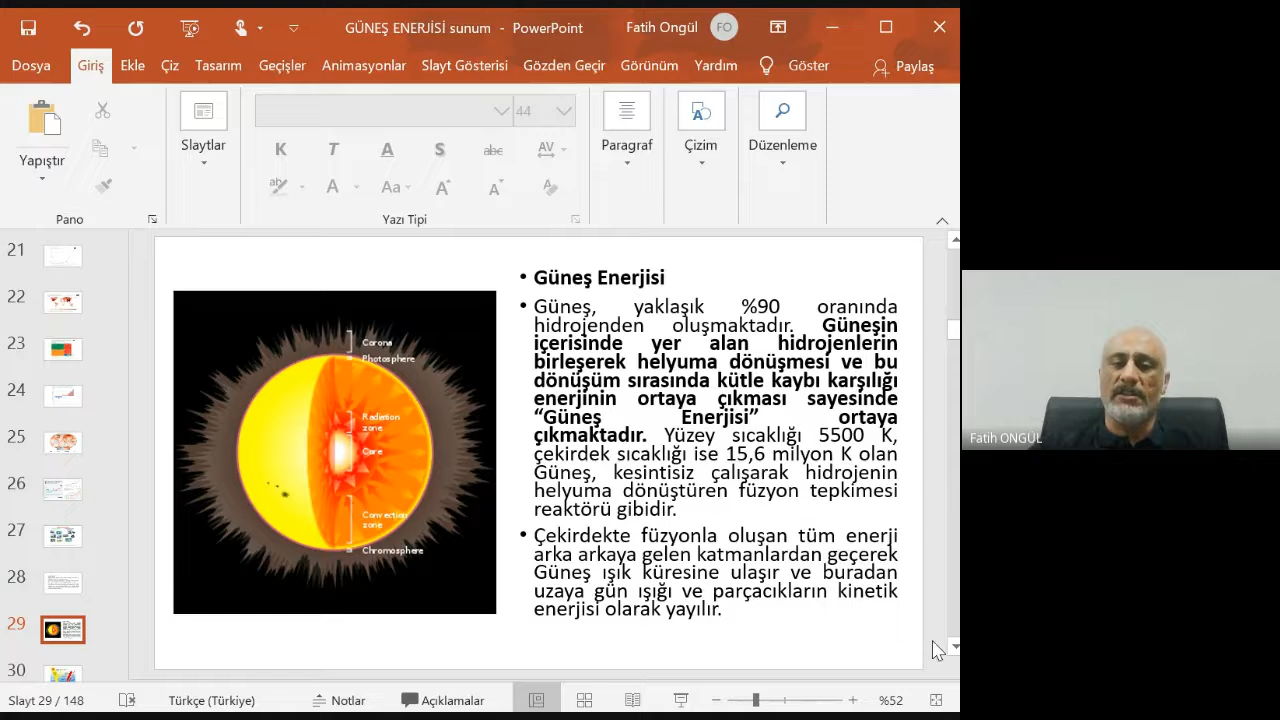 GÜNEŞ ENERJİSİ sunum - PowerPoint
Fatih Ongül
FO
Dosya Giriş Ekle Çiz Tasarım Geçişler Animasyonlar Slayt Gösterisi Gözden Geçir Görünüm Yardım Göster Paylaş
44
Yapıştır
Slaytlar
K T A S abc AV
A Aa A A
Paragraf
Çizim
Düzenleme
Pano
Yazı Tipi
21
22
23
24
25
26
27
28
29
30
Corona
Photosphere
Radiation
zone
Core
Convection
zone
Chromosphere
• Güneş Enerjisi
• Güneş, yaklaşık %90 oranında
hidrojenden oluşmaktadır. Güneşin
içerisinde yer alan hidrojenlerin
birleşerek helyuma dönüşmesi ve bu
dönüşüm sırasında kütle kaybı karşılığı
enerjinin ortaya çıkması sayesinde
“Güneş Enerjisi” ortaya
çıkmaktadır. Yüzey sıcaklığı 5500 K,
çekirdek sıcaklığı ise 15,6 milyon K olan
Güneş, kesintisiz çalışarak hidrojenin
helyuma dönüştüren füzyon tepkimesi
reaktörü gibidir.
• Çekirdekte füzyonla oluşan tüm enerji
arka arkaya gelen katmanlardan geçerek
Güneş ışık küresine ulaşır ve buradan
uzaya gün ışığı ve parçacıkların kinetik
enerjisi olarak yayılır.
Fatih ONGÜL
Slayt 29 / 148
Türkçe (Türkiye)
Notlar
Açıklamalar
%52